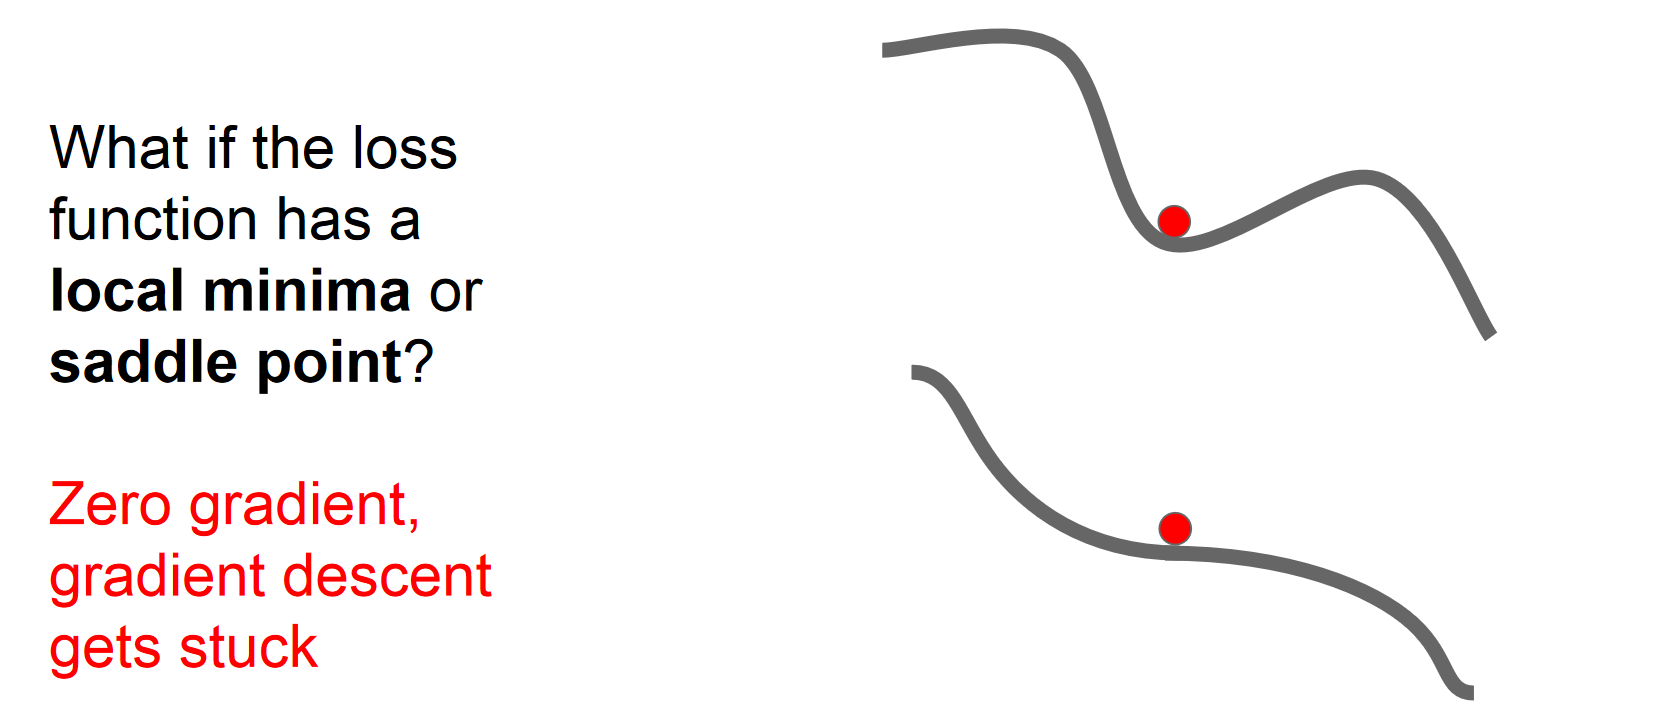 What if the loss
function has a
local minima or
saddle point?
Zero gradient,
gradient descent
gets stuck